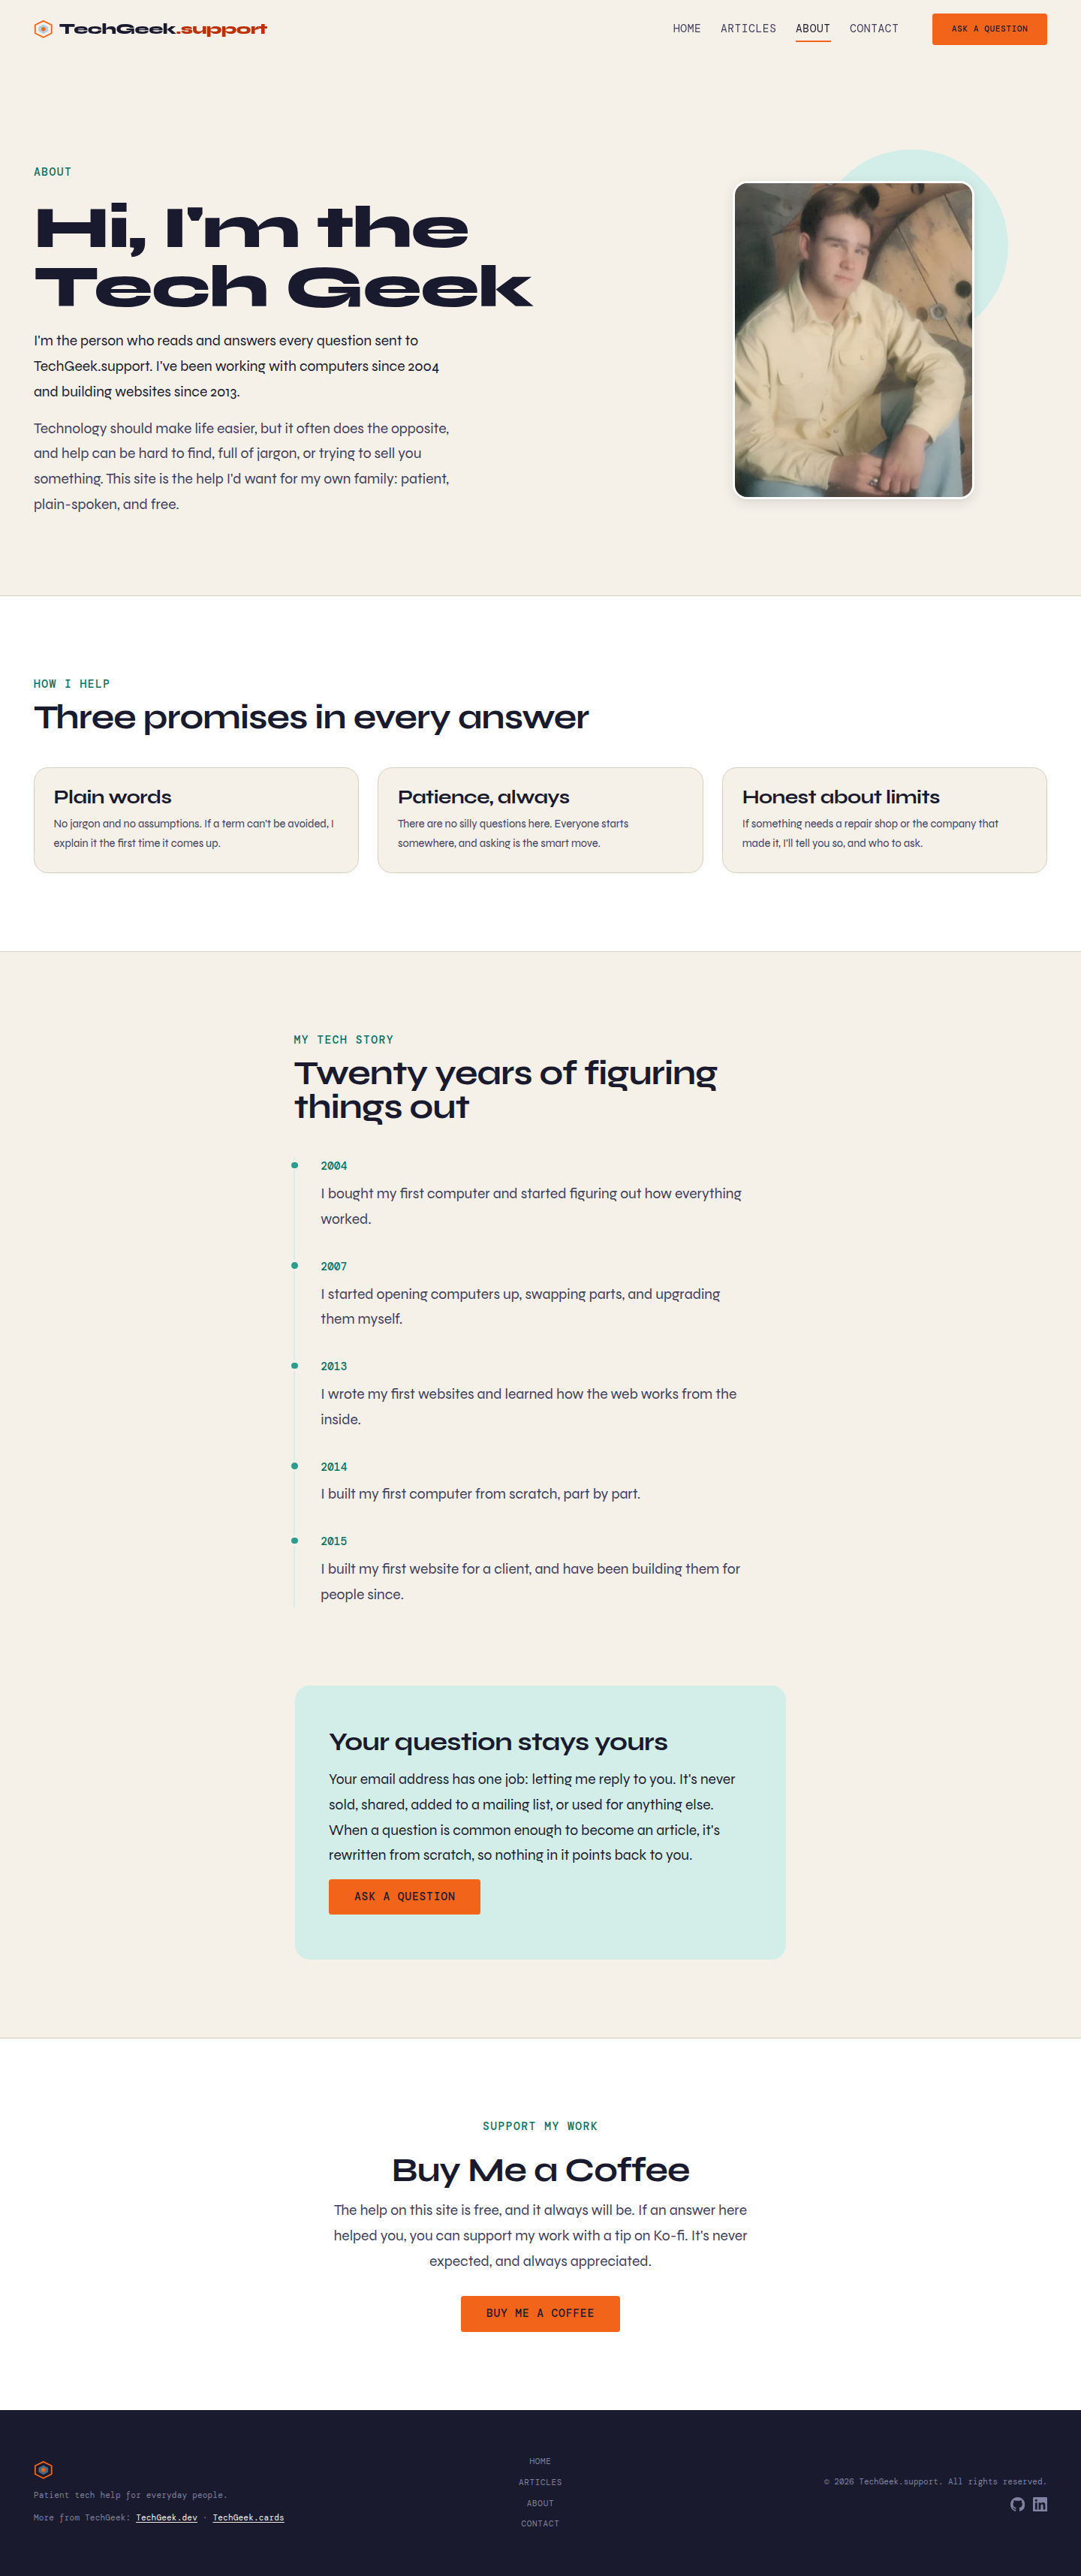 TechGeek.support
HOME ARTICLES ABOUT CONTACT ASK A QUESTION
ABOUT
Hi, I'm the
Tech Geek
I'm the person who reads and answers every question sent to
TechGeek.support. I've been working with computers since 2004
and building websites since 2013.
Technology should make life easier, but it often does the opposite,
and help can be hard to find, full of jargon, or trying to sell you
something. This site is the help I'd want for my own family: patient,
plain-spoken, and free.
HOW I HELP
Three promises in every answer
Plain words
No jargon and no assumptions. If a term can't be avoided, I
explain it the first time it comes up.
Patience, always
There are no silly questions here. Everyone starts
somewhere, and asking is the smart move.
Honest about limits
If something needs a repair shop or the company that
made it, I'll tell you so, and who to ask.
MY TECH STORY
Twenty years of figuring
things out
2004
I bought my first computer and started figuring out how everything
worked.
2007
I started opening computers up, swapping parts, and upgrading
them myself.
2013
I wrote my first websites and learned how the web works from the
inside.
2014
I built my first computer from scratch, part by part.
2015
I built my first website for a client, and have been building them for
people since.
Your question stays yours
Your email address has one job: letting me reply to you. It's never
sold, shared, added to a mailing list, or used for anything else.
When a question is common enough to become an article, it's
rewritten from scratch, so nothing in it points back to you.
ASK A QUESTION
SUPPORT MY WORK
Buy Me a Coffee
The help on this site is free, and it always will be. If an answer here
helped you, you can support my work with a tip on Ko-fi. It's never
expected, and always appreciated.
BUY ME A COFFEE
Patient tech help for everyday people.
More from TechGeek: TechGeek.dev · TechGeek.cards
HOME
ARTICLES
ABOUT
CONTACT
© 2026 TechGeek.support. All rights reserved.